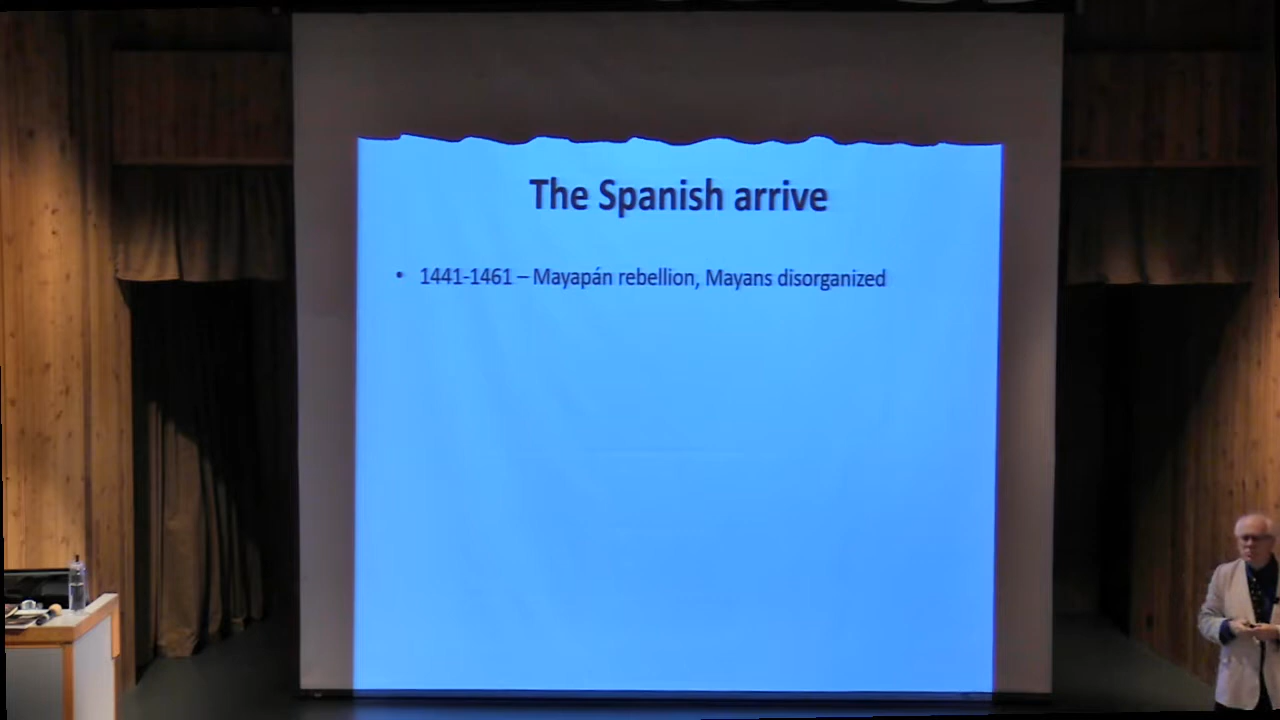 The Spanish arrive
• 1441-1461 – Mayapán rebellion, Mayans disorganized